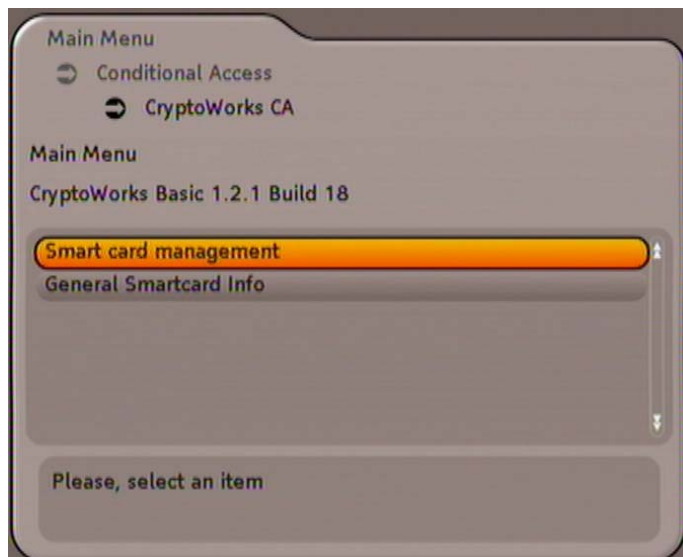 Main Menu
Conditional Access
CryptoWorks CA
Main Menu
CryptoWorks Basic 1.2.1 Build 18
Smart card management
General Smartcard Info
Please, select an item